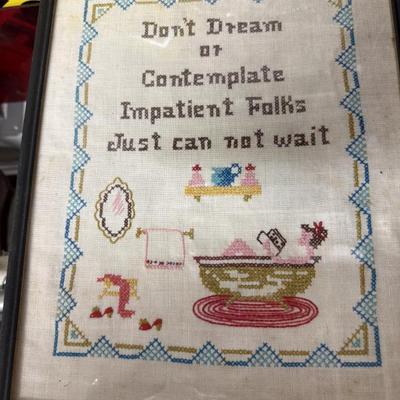 Don't Dream
or
Contemplate
Impatient Folks
Just can not wait